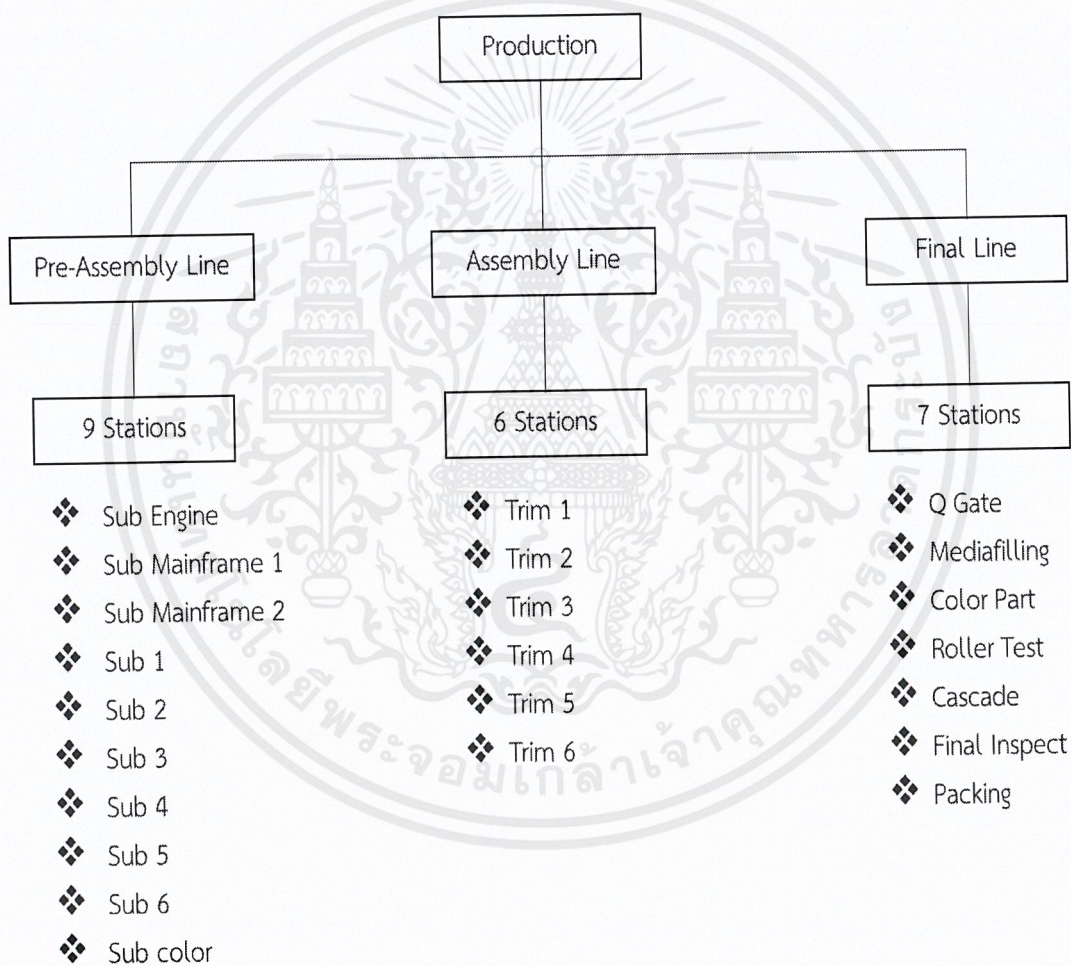 Production
Pre-Assembly Line
Assembly Line
Final Line
9 Stations
6 Stations
7 Stations
❖ Sub Engine
❖ Sub Mainframe 1
❖ Sub Mainframe 2
❖ Sub 1
❖ Sub 2
❖ Sub 3
❖ Sub 4
❖ Sub 5
❖ Sub 6
❖ Sub color
❖ Trim 1
❖ Trim 2
❖ Trim 3
❖ Trim 4
❖ Trim 5
❖ Trim 6
❖ Q Gate
❖ Mediafilling
❖ Color Part
❖ Roller Test
❖ Cascade
❖ Final Inspect
❖ Packing